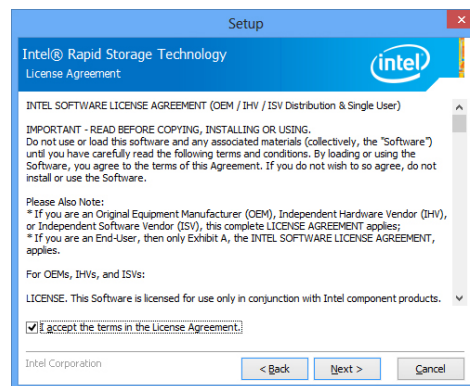 Setup
Intel® Rapid Storage Technology
License Agreement
intel
INTEL SOFTWARE LICENSE AGREEMENT (OEM / IHV / ISV Distribution & Single User)
IMPORTANT - READ BEFORE COPYING, INSTALLING OR USING.
Do not use or load this software and any associated materials (collectively, the "Software")
until you have carefully read the following terms and conditions. By loading or using the
Software, you agree to the terms of this Agreement. If you do not wish to so agree, do not
install or use the Software.
Please Also Note:
* If you are an Original Equipment Manufacturer (OEM), Independent Hardware Vendor (IHV),
or Independent Software Vendor (ISV), this complete LICENSE AGREEMENT applies;
* If you are an End-User, then only Exhibit A, the INTEL SOFTWARE LICENSE AGREEMENT,
applies.
For OEMs, IHVs, and ISVs:
LICENSE. This Software is licensed for use only in conjunction with Intel component products.
I accept the terms in the License Agreement.
Intel Corporation
< Back
Next >
Cancel